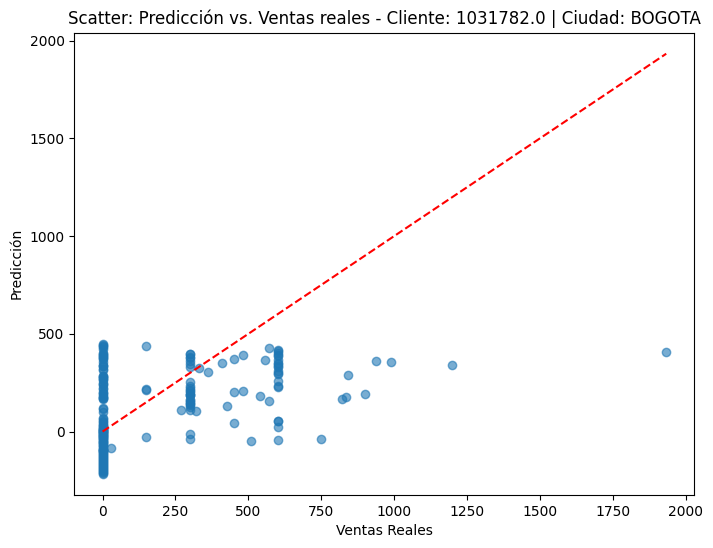 Scatter: Predicción vs. Ventas reales - Cliente: 1031782.0 | Ciudad: BOGOTA
2000
1500
1000
500
0
Predicción
0 250 500 750 1000 1250 1500 1750 2000
Ventas Reales